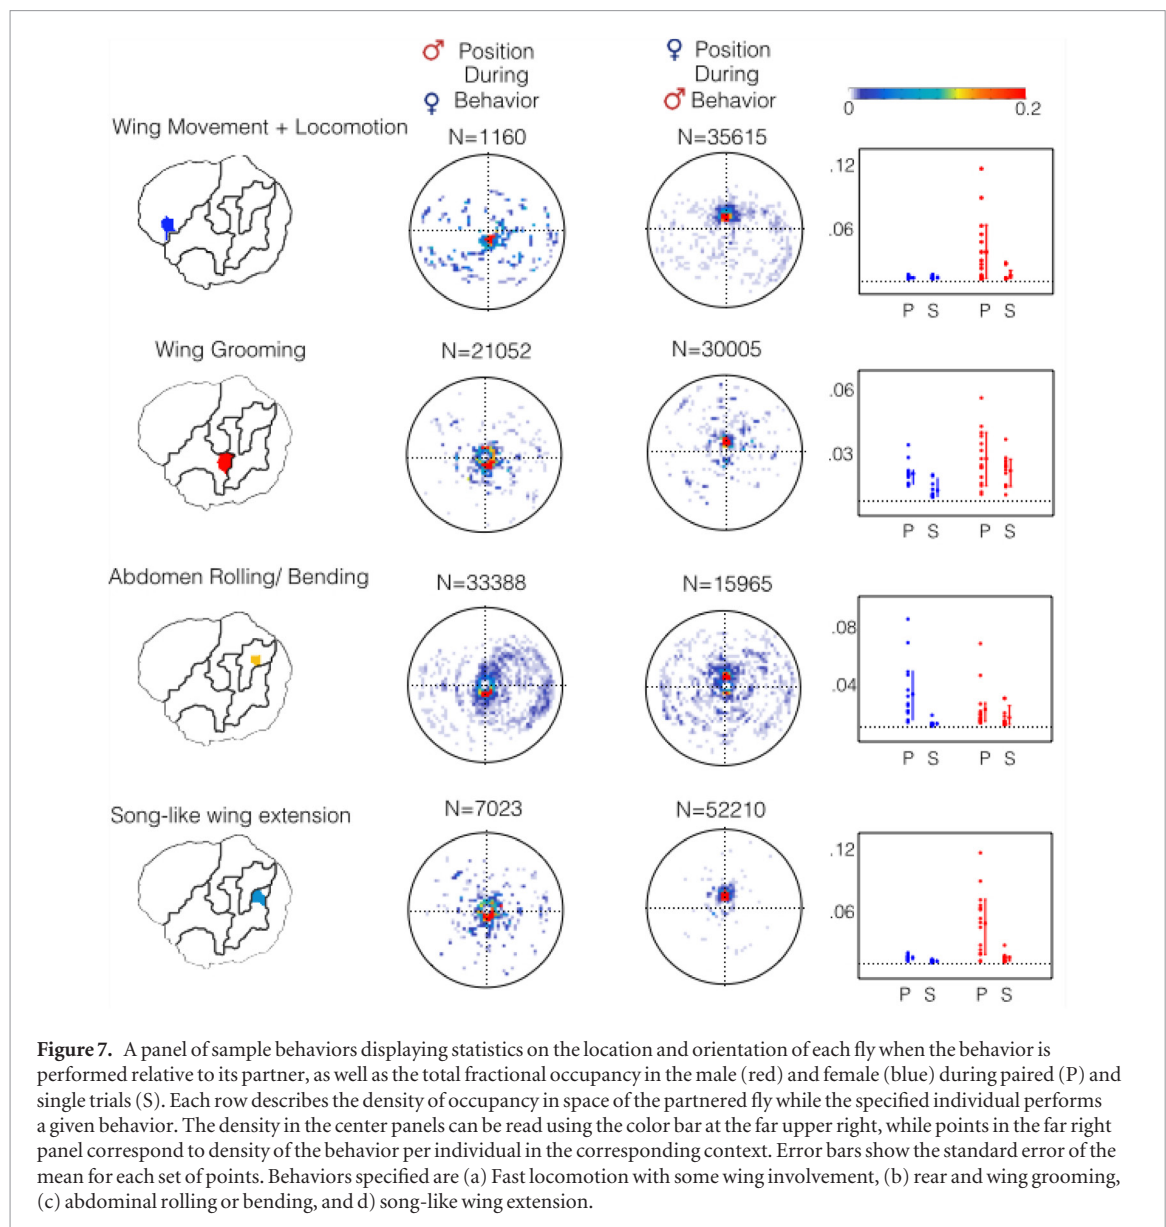 ♂ Position
During
♀ Behavior
♀ Position
During
♂ Behavior
0 0.2
Wing Movement + Locomotion
N=1160
N=35615
.12
.06
P S P S
Wing Grooming
N=21052
N=30005
.06
.03
P S P S
Abdomen Rolling/ Bending
N=33388
N=15965
.08
.04
P S P S
Song-like wing extension
N=7023
N=52210
.12
.06
P S P S
Figure 7. A panel of sample behaviors displaying statistics on the location and orientation of each fly when the behavior is
performed relative to its partner, as well as the total fractional occupancy in the male (red) and female (blue) during paired (P) and
single trials (S). Each row describes the density of occupancy in space of the partnered fly while the specified individual performs
a given behavior. The density in the center panels can be read using the color bar at the far upper right, while points in the far right
panel correspond to density of the behavior per individual in the corresponding context. Error bars show the standard error of the
mean for each set of points. Behaviors specified are (a) Fast locomotion with some wing involvement, (b) rear and wing grooming,
(c) abdominal rolling or bending, and d) song-like wing extension.